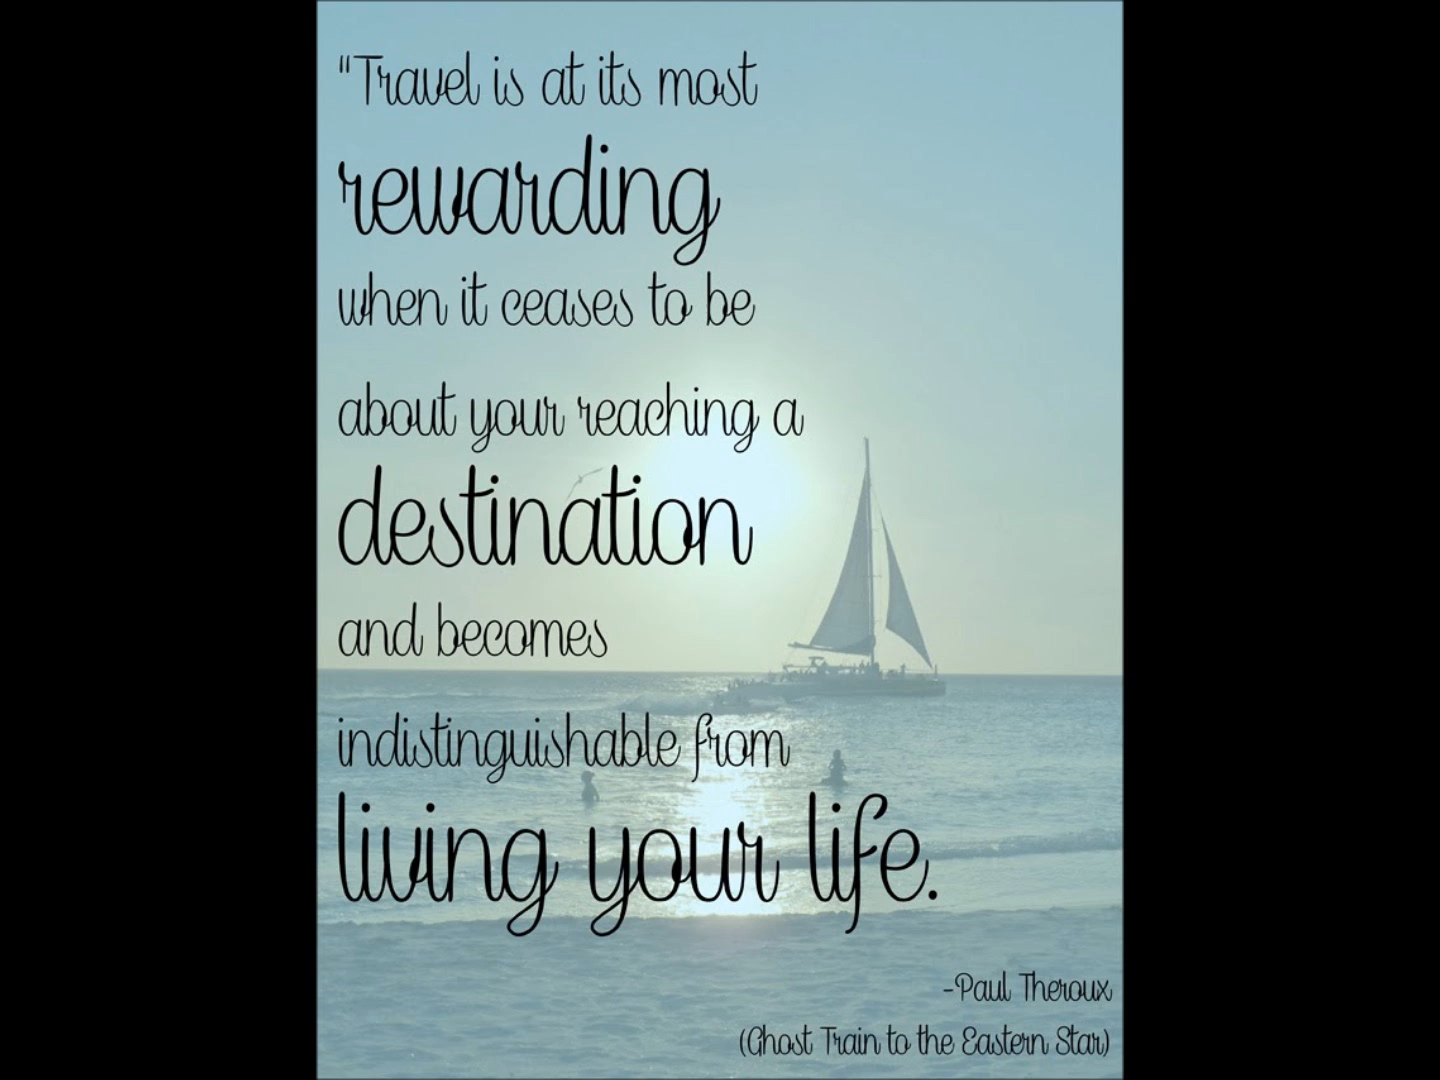 “Travel is at its most
rewarding
when it ceases to be
about your reaching a
destination
and becomes
indistinguishable from
living your life.
-Paul Theroux
(Ghost Train to the Eastern Star)